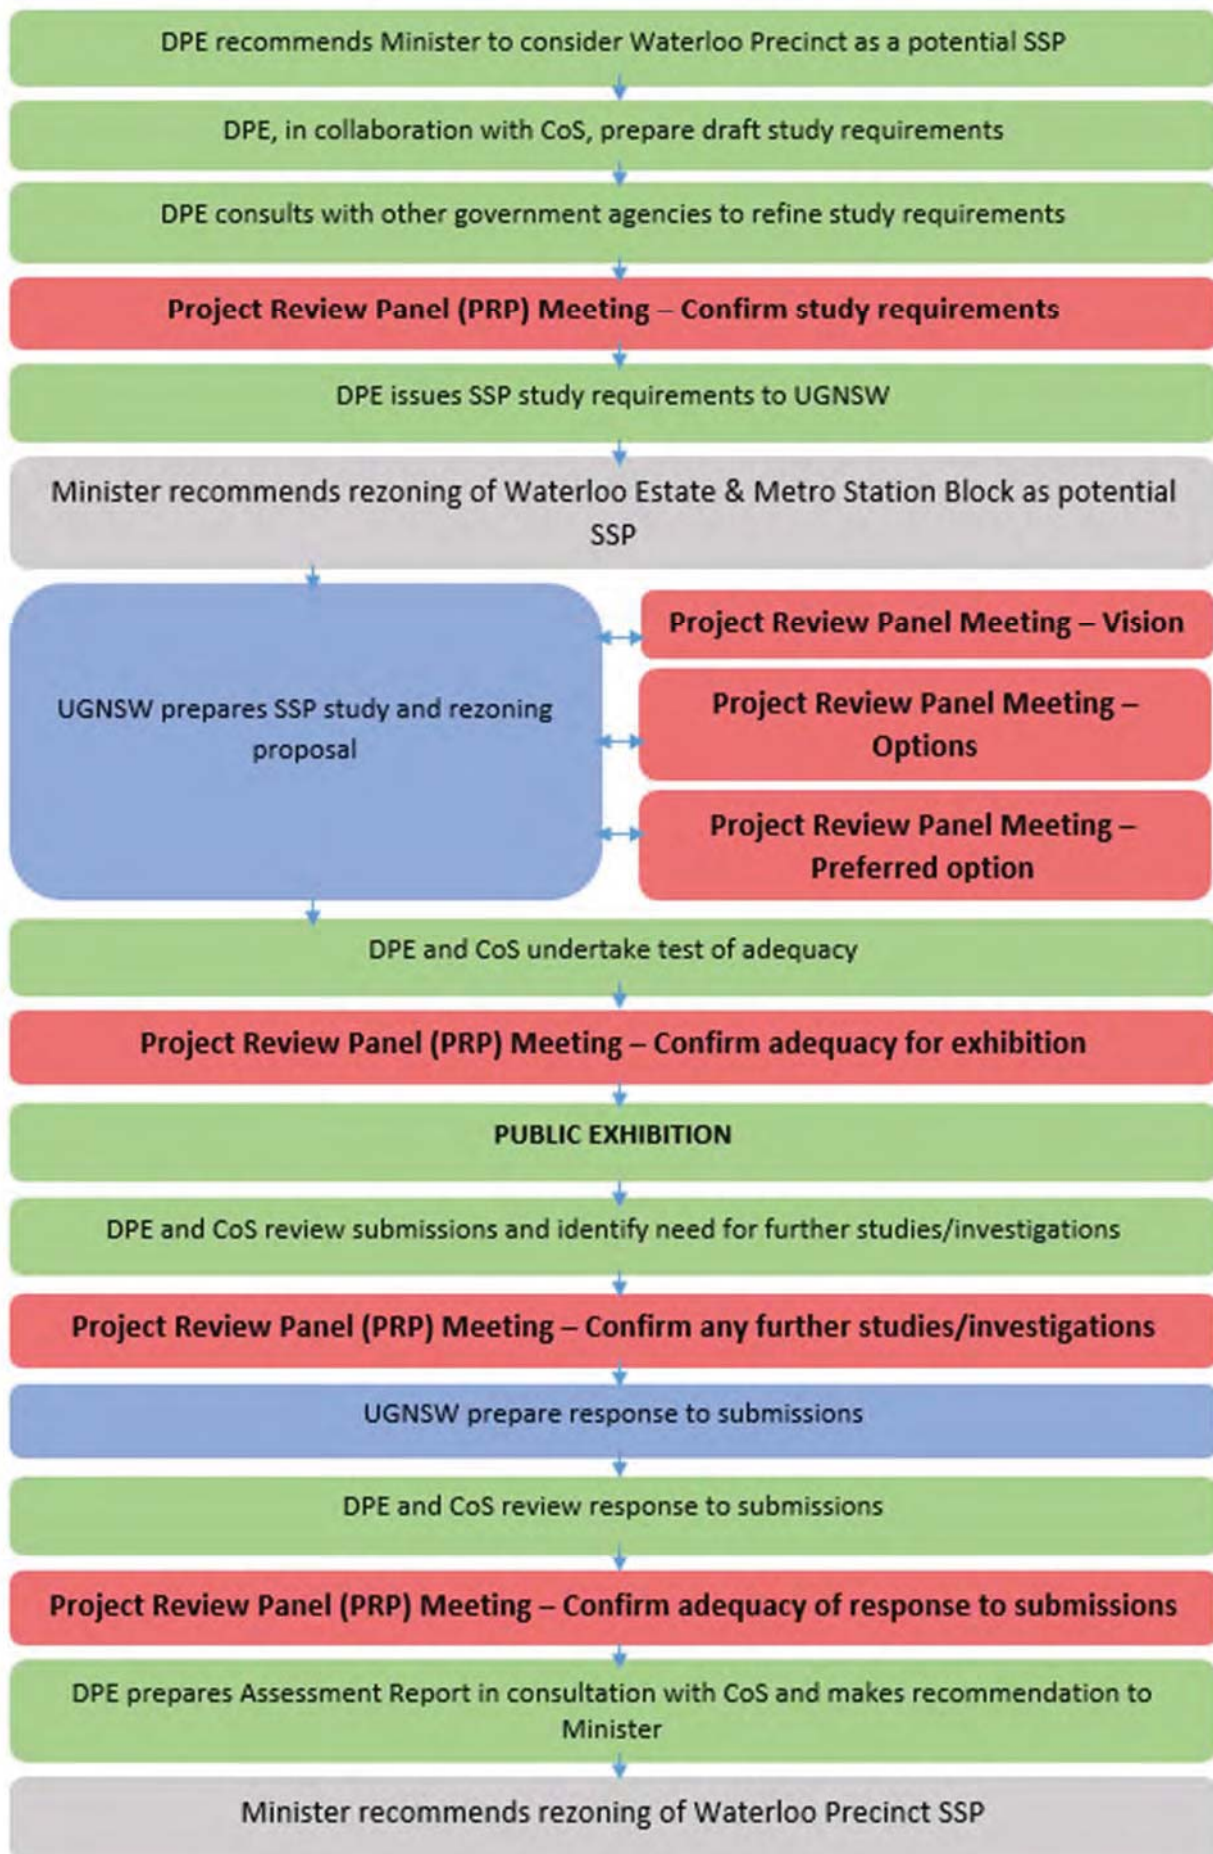 DPE recommends Minister to consider Waterloo Precinct as a potential SSP
DPE, in collaboration with CoS, prepare draft study requirements
DPE consults with other government agencies to refine study requirements
Project Review Panel (PRP) Meeting – Confirm study requirements
DPE issues SSP study requirements to UGNSW
Minister recommends rezoning of Waterloo Estate & Metro Station Block as potential
SSP
UGNSW prepares SSP study and rezoning
proposal
Project Review Panel Meeting – Vision
Project Review Panel Meeting –
Options
Project Review Panel Meeting –
Preferred option
DPE and CoS undertake test of adequacy
Project Review Panel (PRP) Meeting – Confirm adequacy for exhibition
PUBLIC EXHIBITION
DPE and CoS review submissions and identify need for further studies/investigations
Project Review Panel (PRP) Meeting – Confirm any further studies/investigations
UGNSW prepare response to submissions
DPE and CoS review response to submissions
Project Review Panel (PRP) Meeting – Confirm adequacy of response to submissions
DPE prepares Assessment Report in consultation with CoS and makes recommendation to
Minister
Minister recommends rezoning of Waterloo Precinct SSP